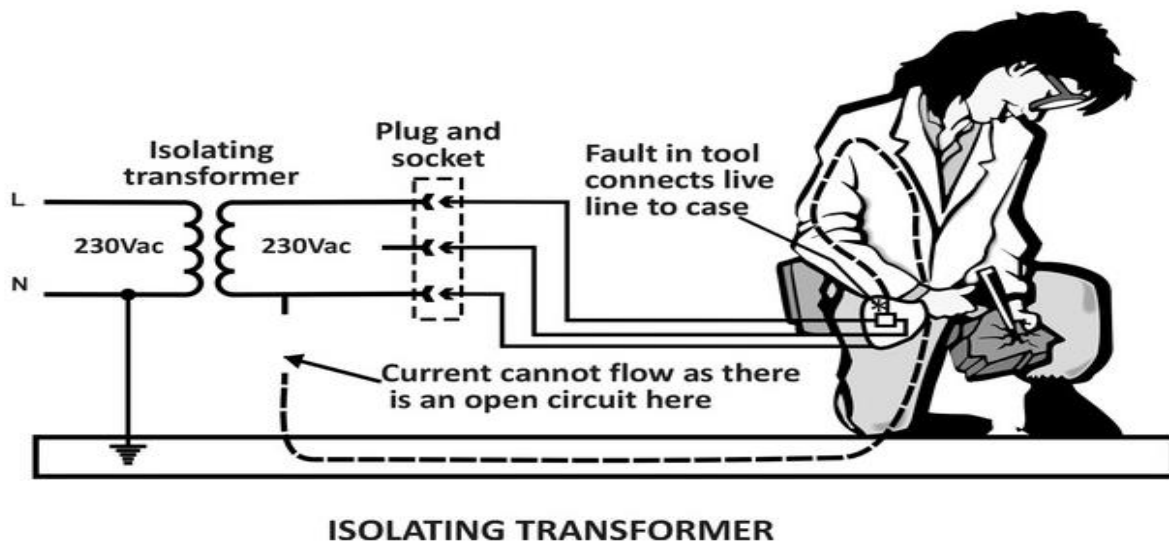 Isolating
transformer
Plug and
socket
Fault in tool
connects live
line to case
L
230Vac
230Vac
N
Current cannot flow as there
is an open circuit here
ISOLATING TRANSFORMER